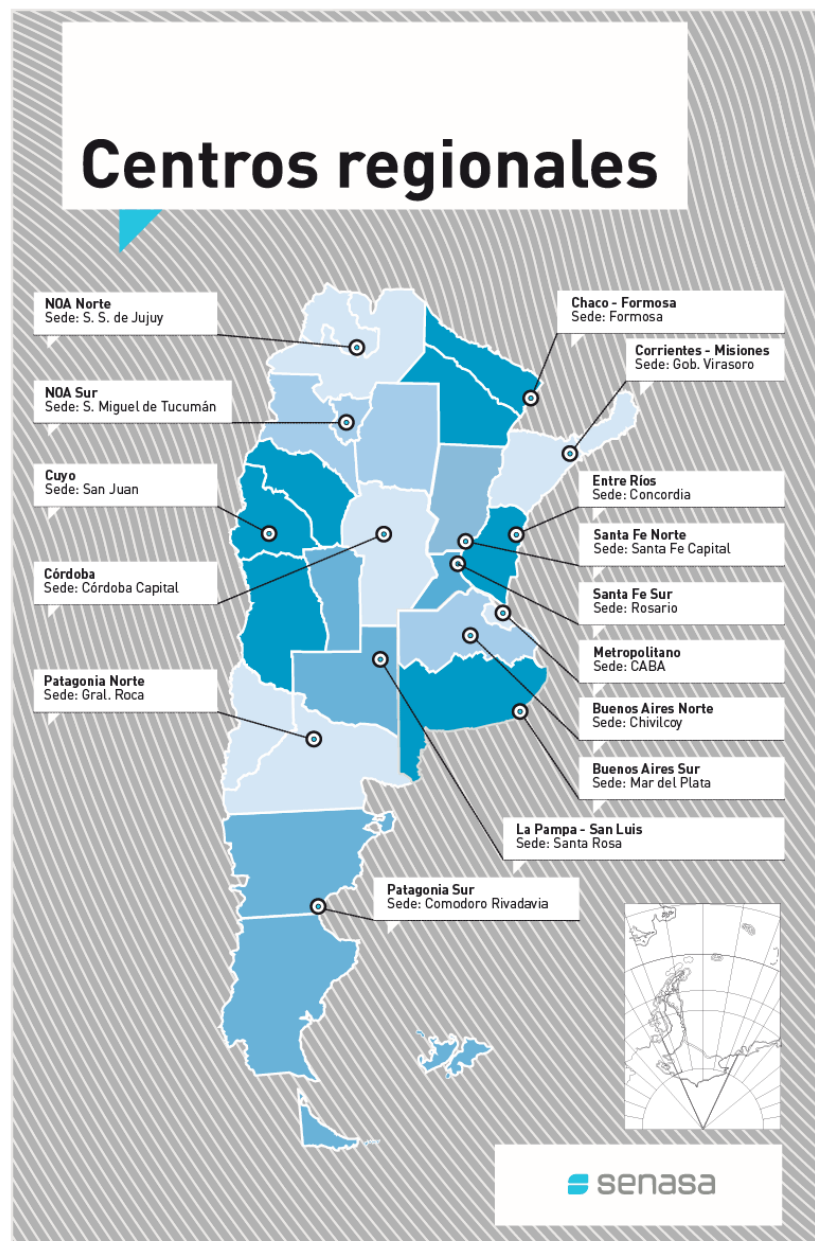 Centros regionales
NOA Norte
Sede: S. S. de Jujuy
NOA Sur
Sede: S. Miguel de Tucumán
Cuyo
Sede: San Juan
Córdoba
Sede: Córdoba Capital
Patagonia Norte
Sede: Gral. Roca
Chaco - Formosa
Sede: Formosa
Corrientes - Misiones
Sede: Gob. Virasoro
Entre Ríos
Sede: Concordia
Santa Fe Norte
Sede: Santa Fe Capital
Santa Fe Sur
Sede: Rosario
Metropolitano
Sede: CABA
Buenos Aires Norte
Sede: Chivilcoy
Buenos Aires Sur
Sede: Mar del Plata
La Pampa - San Luis
Sede: Santa Rosa
Patagonia Sur
Sede: Comodoro Rivadavia
senasa